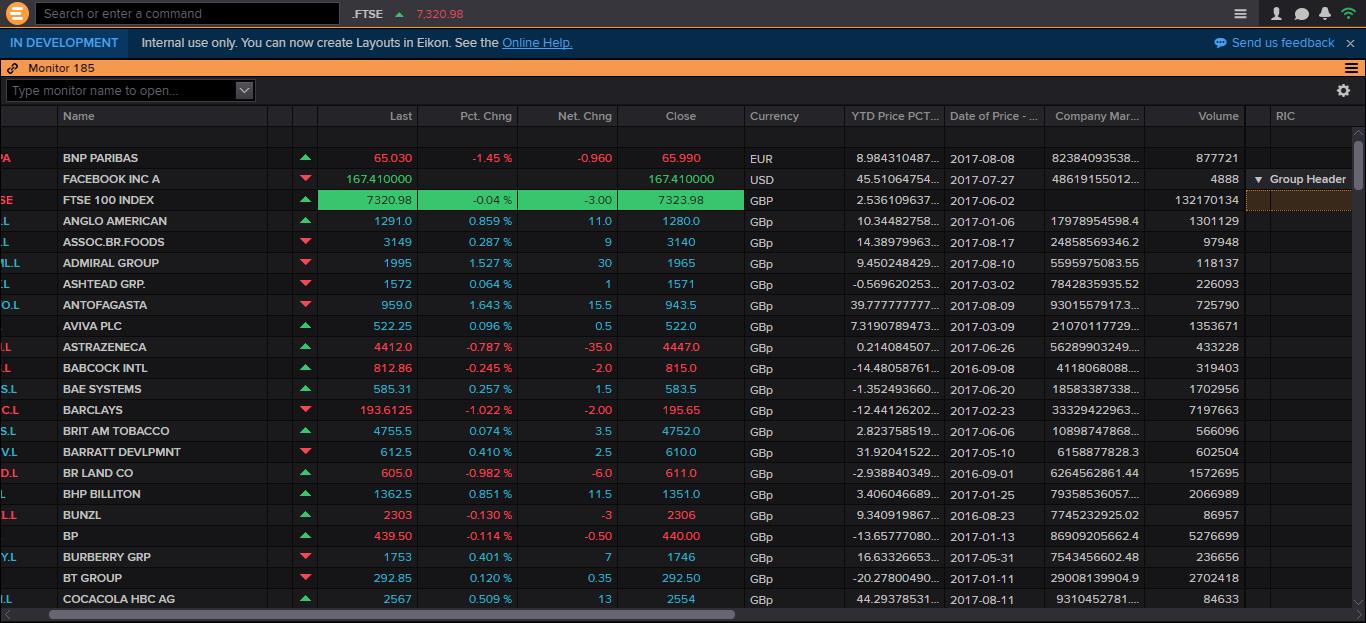 Search or enter a command .FTSE 7,320.98
IN DEVELOPMENT Internal use only. You can now create Layouts in Eikon. See the Online Help. Send us feedback
Monitor 185
Type monitor name to open...
Name Last Pct. Chng Net. Chng Close Currency YTD Price PCT... Date of Price - ... Company Mar... Volume RIC
PA BNP PARIBAS 65.030 -1.45 % -0.960 65.990 EUR 8.984310487... 2017-08-08 82384093538... 877721
FACEBOOK INC A 167.410000 167.410000 USD 45.51064754... 2017-07-27 48619155012... 4888 Group Header
SE FTSE 100 INDEX 7320.98 -0.04 % -3.00 7323.98 GBP 2.536109637... 2017-06-02 132170134
.L ANGLO AMERICAN 1291.0 0.859 % 11.0 1280.0 GBp 10.34482758... 2017-01-06 17978954598.4 1301129
.L ASSOC.BR.FOODS 3149 0.287 % 9 3140 GBp 14.38979963... 2017-08-17 24858569346.2 97948
ML.L ADMIRAL GROUP 1995 1.527 % 30 1965 GBp 9.450248429... 2017-08-10 5595975083.55 118137
.L ASHTEAD GRP. 1572 0.064 % 1 1571 GBp -0.569620253... 2017-03-02 7842835935.52 226093
O.L ANTOFAGASTA 959.0 1.643 % 15.5 943.5 GBp 39.777777777... 2017-08-09 9301557917.3... 725790
AVIVA PLC 522.25 0.096 % 0.5 522.0 GBp 7.3190789473... 2017-03-09 21070117729... 1353671
.L ASTRAZENECA 4412.0 -0.787 % -35.0 4447.0 GBp 0.214084507... 2017-06-26 56289903249.... 433228
.L BABCOCK INTL 812.86 -0.245 % -2.0 815.0 GBp -14.48058761... 2016-09-08 4118068088.... 319403
S.L BAE SYSTEMS 585.31 0.257 % 1.5 583.5 GBp -1.352493660... 2017-06-20 18583387338... 1702956
C.L BARCLAYS 193.6125 -1.022 % -2.00 195.65 GBp -12.44126202... 2017-02-23 33329422963... 7197663
S.L BRIT AM TOBACCO 4755.5 0.074 % 3.5 4752.0 GBp 2.823758519... 2017-06-06 10898747868... 566096
V.L BARRATT DEVLPMNT 612.5 0.410 % 2.5 610.0 GBp 31.92041522... 2017-05-10 6158877828.3 602504
D.L BR LAND CO 605.0 -0.982 % -6.0 611.0 GBp -2.938840349... 2016-09-01 6264562861.44 1572695
L BHP BILLITON 1362.5 0.851 % 11.5 1351.0 GBp 3.406046689... 2017-01-25 79358536057.... 2066989
L.L BUNZL 2303 -0.130 % -3 2306 GBp 9.340919867... 2016-08-23 7745232925.02 86957
BP 439.50 -0.114 % -0.50 440.00 GBp -13.65777080... 2017-01-13 86909205662.4 5276699
Y.L BURBERRY GRP 1753 0.401 % 7 1746 GBp 16.63326653... 2017-05-31 7543456602.48 236656
BT GROUP 292.85 0.120 % 0.35 292.50 GBp -20.27800490... 2017-01-11 29008139904.9 2702418
.L COCACOLA HBC AG 2567 0.509 % 13 2554 GBp 44.29378531... 2017-08-11 9310452781.... 84633